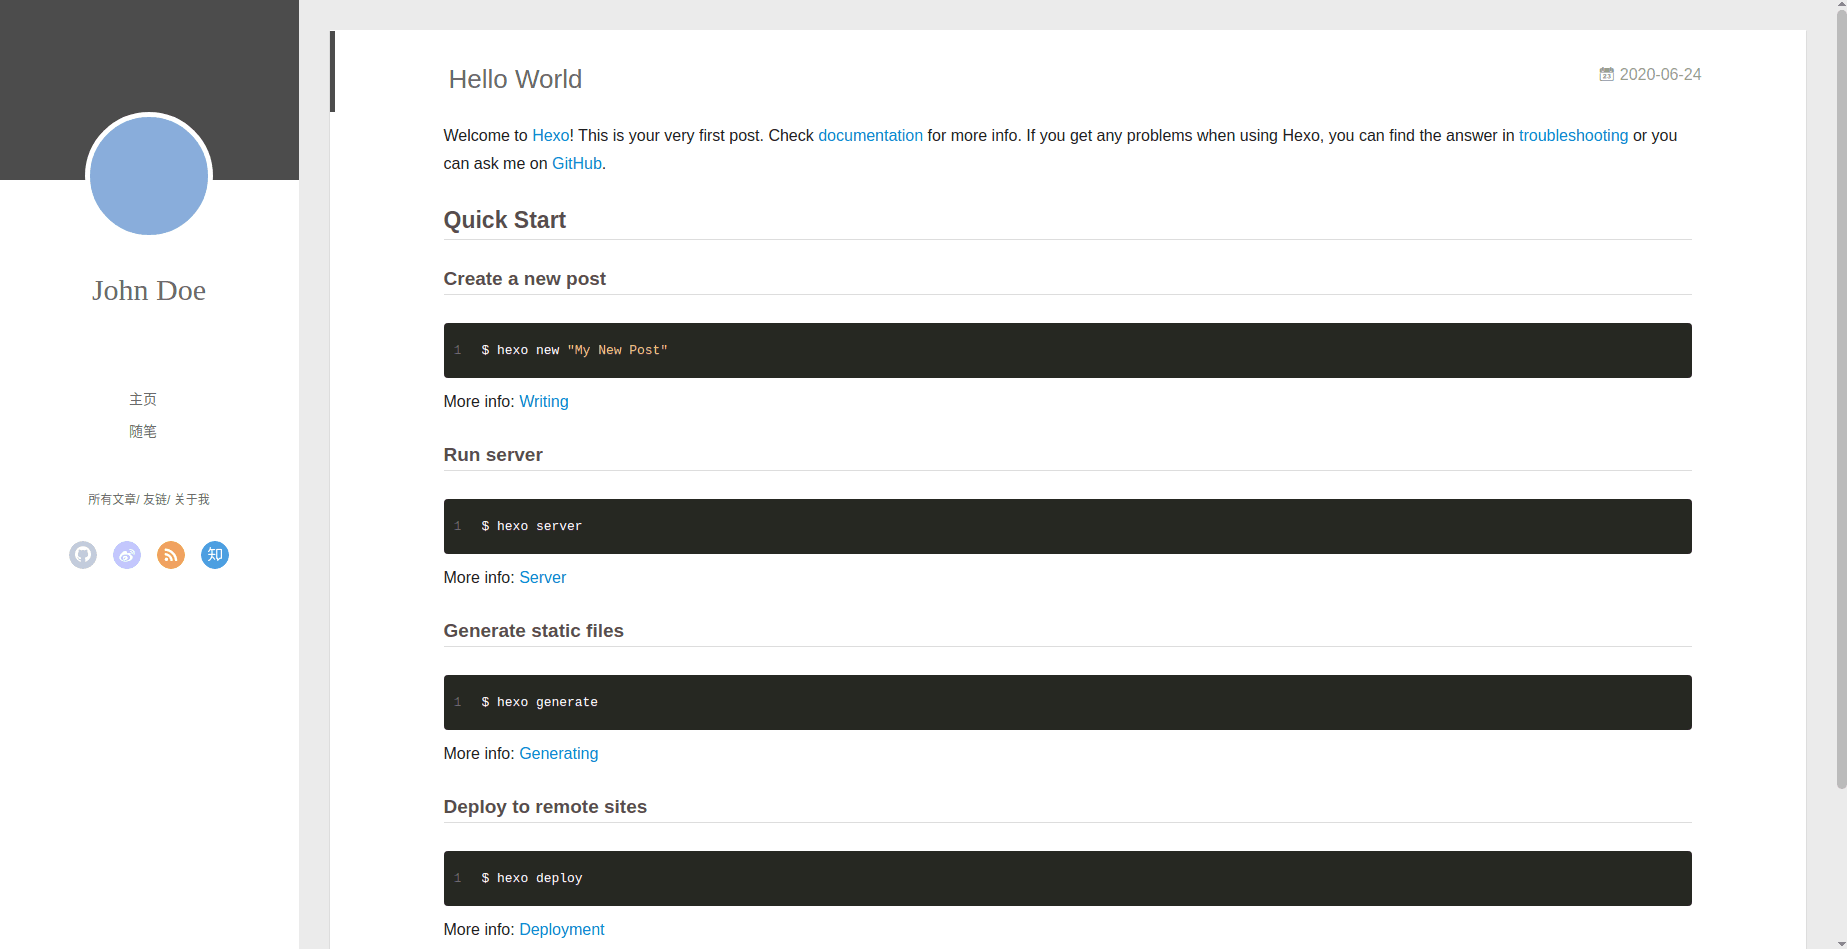 John Doe
主页
随笔
所有文章/ 友链/ 关于我
知
Hello World
2020-06-24
Welcome to Hexo! This is your very first post. Check documentation for more info. If you get any problems when using Hexo, you can find the answer in troubleshooting or you
can ask me on GitHub.
Quick Start
Create a new post
1 $ hexo new "My New Post"
More info: Writing
Run server
1 $ hexo server
More info: Server
Generate static files
1 $ hexo generate
More info: Generating
Deploy to remote sites
1 $ hexo deploy
More info: Deployment